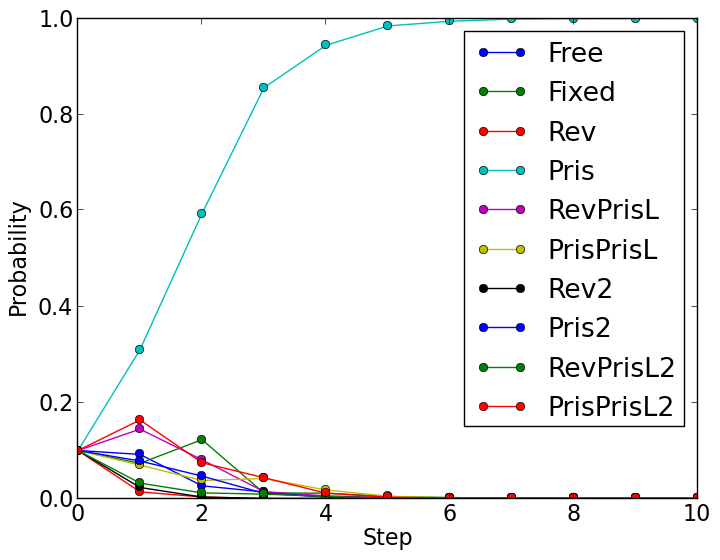 1.0
0.8
0.6
0.4
0.2
0.0
0 2 4 6 8 10
Probability
Step
Free
Fixed
Rev
Pris
RevPrisL
PrisPrisL
Rev2
Pris2
RevPrisL2
PrisPrisL2